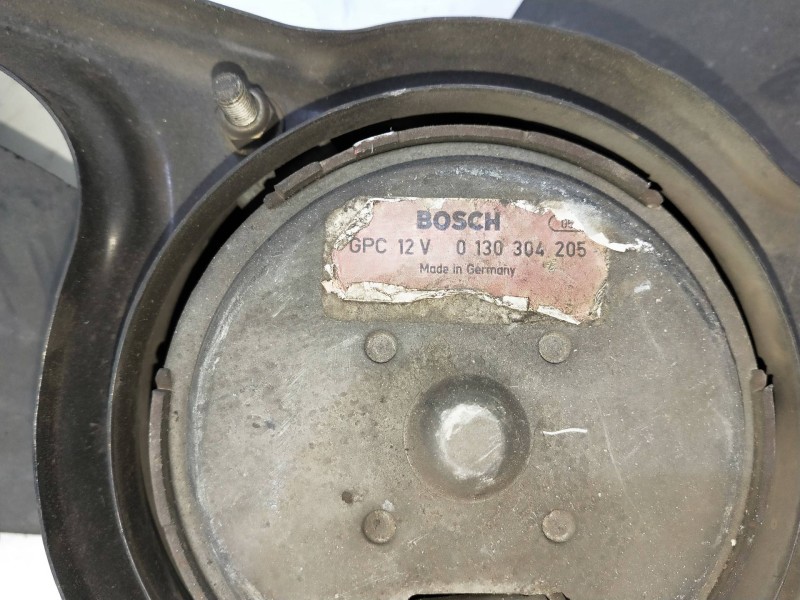 BOSCH
GPC 12 V 0 130 304 205
Made in Germany